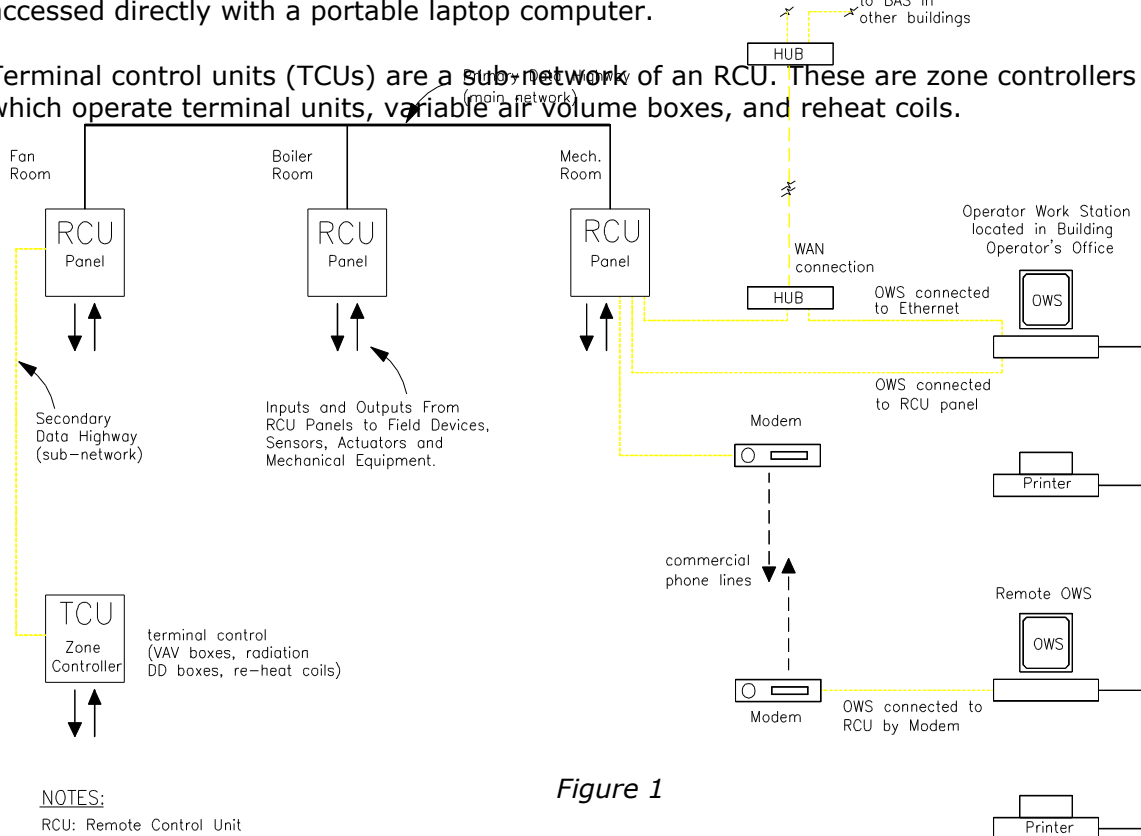 accessed directly with a portable laptop computer.
to BAS in
other buildings
HUB
Terminal control units (TCUs) are a sub-network of an RCU. These are zone controllers
which operate terminal units, variable air volume boxes, and reheat coils.
Primary Data Highway
(main network)
Fan
Room
Boiler
Room
Mech.
Room
RCU
Panel
RCU
Panel
RCU
Panel
WAN
connection
HUB
Operator Work Station
located in Building
Operator's Office
OWS
OWS connected
to Ethernet
OWS connected
to RCU panel
Secondary
Data Highway
(sub-network)
Inputs and Outputs From
RCU Panels to Field Devices,
Sensors, Actuators and
Mechanical Equipment.
Modem
Printer
commercial
phone lines
Remote OWS
OWS
TCU
Zone
Controller
terminal control
(VAV boxes, radiation
DD boxes, re-heat coils)
Modem
OWS connected to
RCU by Modem
Figure 1
NOTES:
RCU: Remote Control Unit
Printer